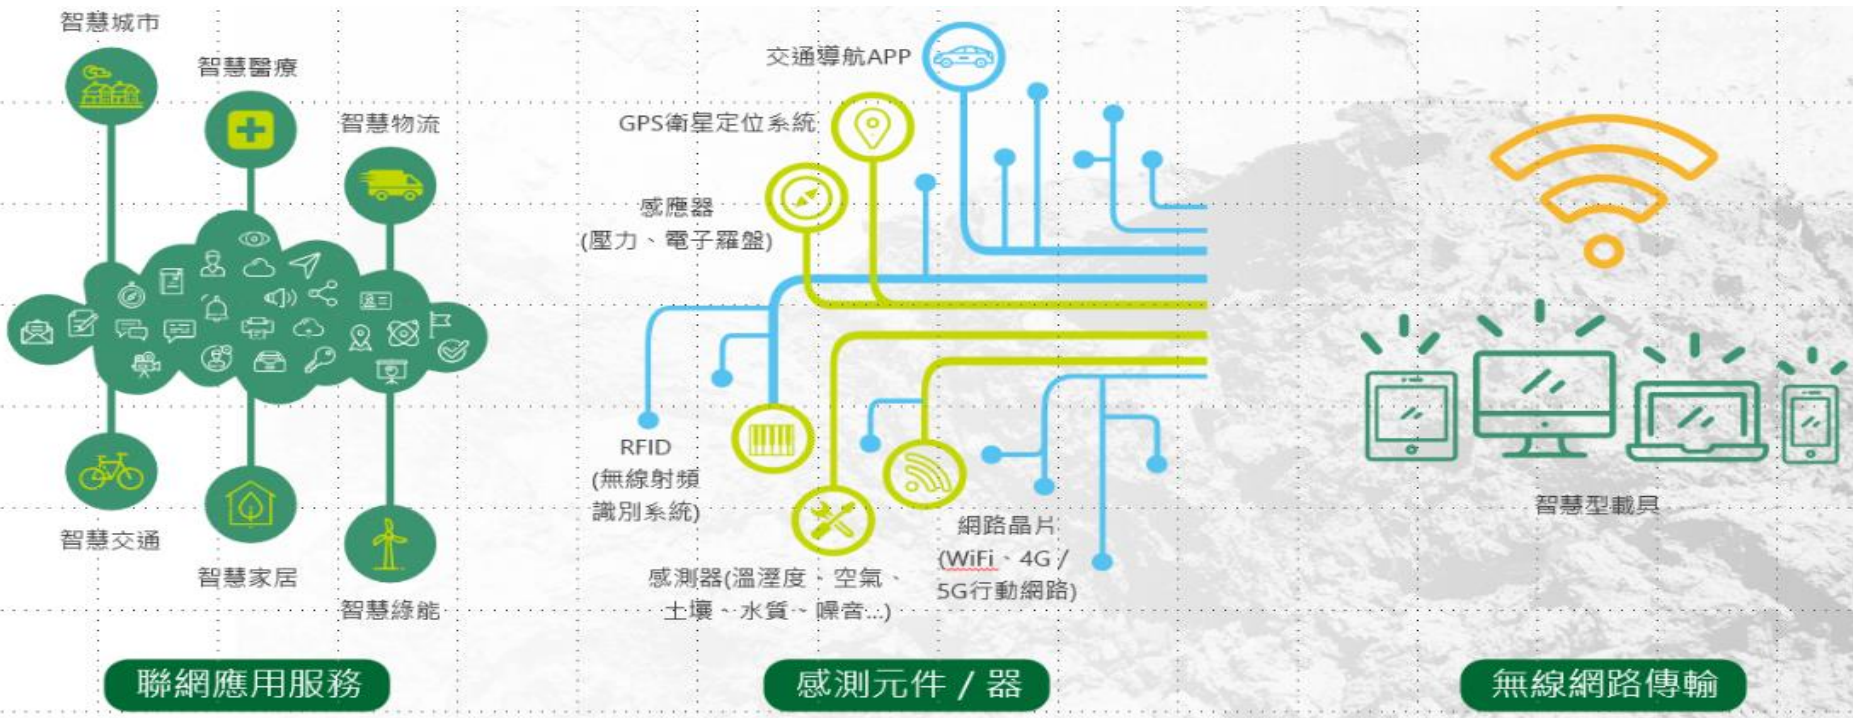 智慧城市
智慧醫療
智慧物流
智慧交通
智慧家居
智慧綠能
聯網應用服務
交通導航APP
GPS衛星定位系統
感應器
(壓力、電子羅盤)
RFID
(無線射頻
識別系統)
感測器(溫溼度、空氣、
土壤、水質、噪音...)
網路晶片
(WiFi、4G /
5G行動網路)
感測元件 / 器
智慧型載具
無線網路傳輸